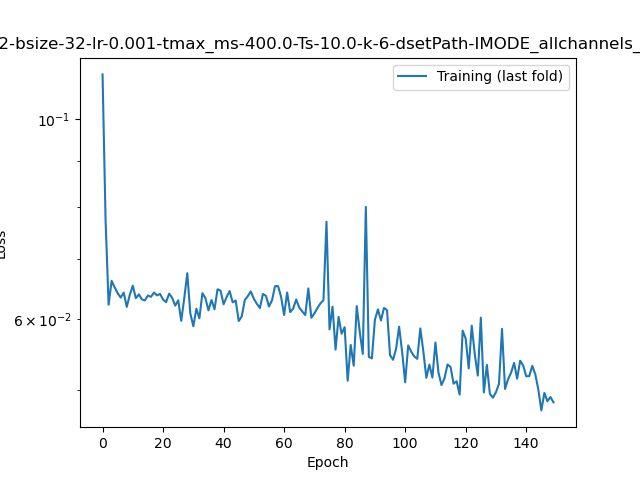 2-bsize-32-lr-0.001-tmax_ms-400.0-Ts-10.0-k-6-dsetPath-IMODE_allchannels_
Training (last fold)
10⁻¹
6 × 10⁻²
Loss
0 20 40 60 80 100 120 140
Epoch